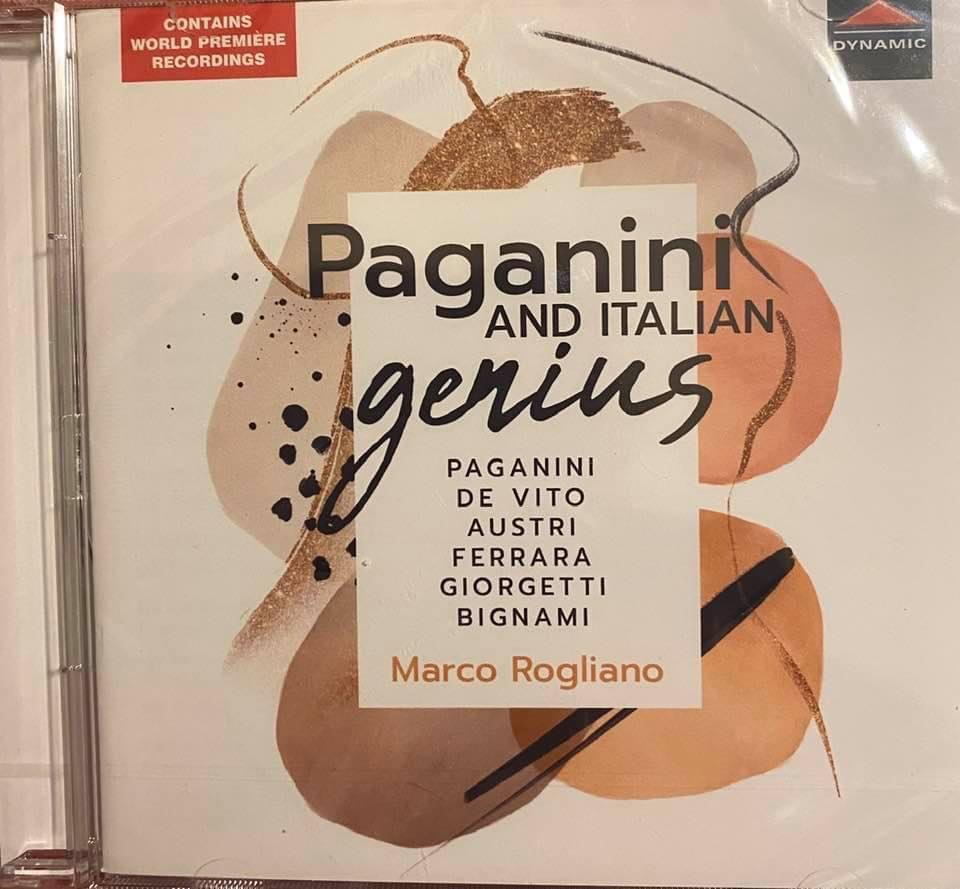 CONTAINS
WORLD PREMIÈRE
RECORDINGS
DYNAMIC
Paganini
AND ITALIAN
genius
PAGANINI
DE VITO
AUSTRI
FERRARA
GIORGETTI
BIGNAMI
Marco Rogliano